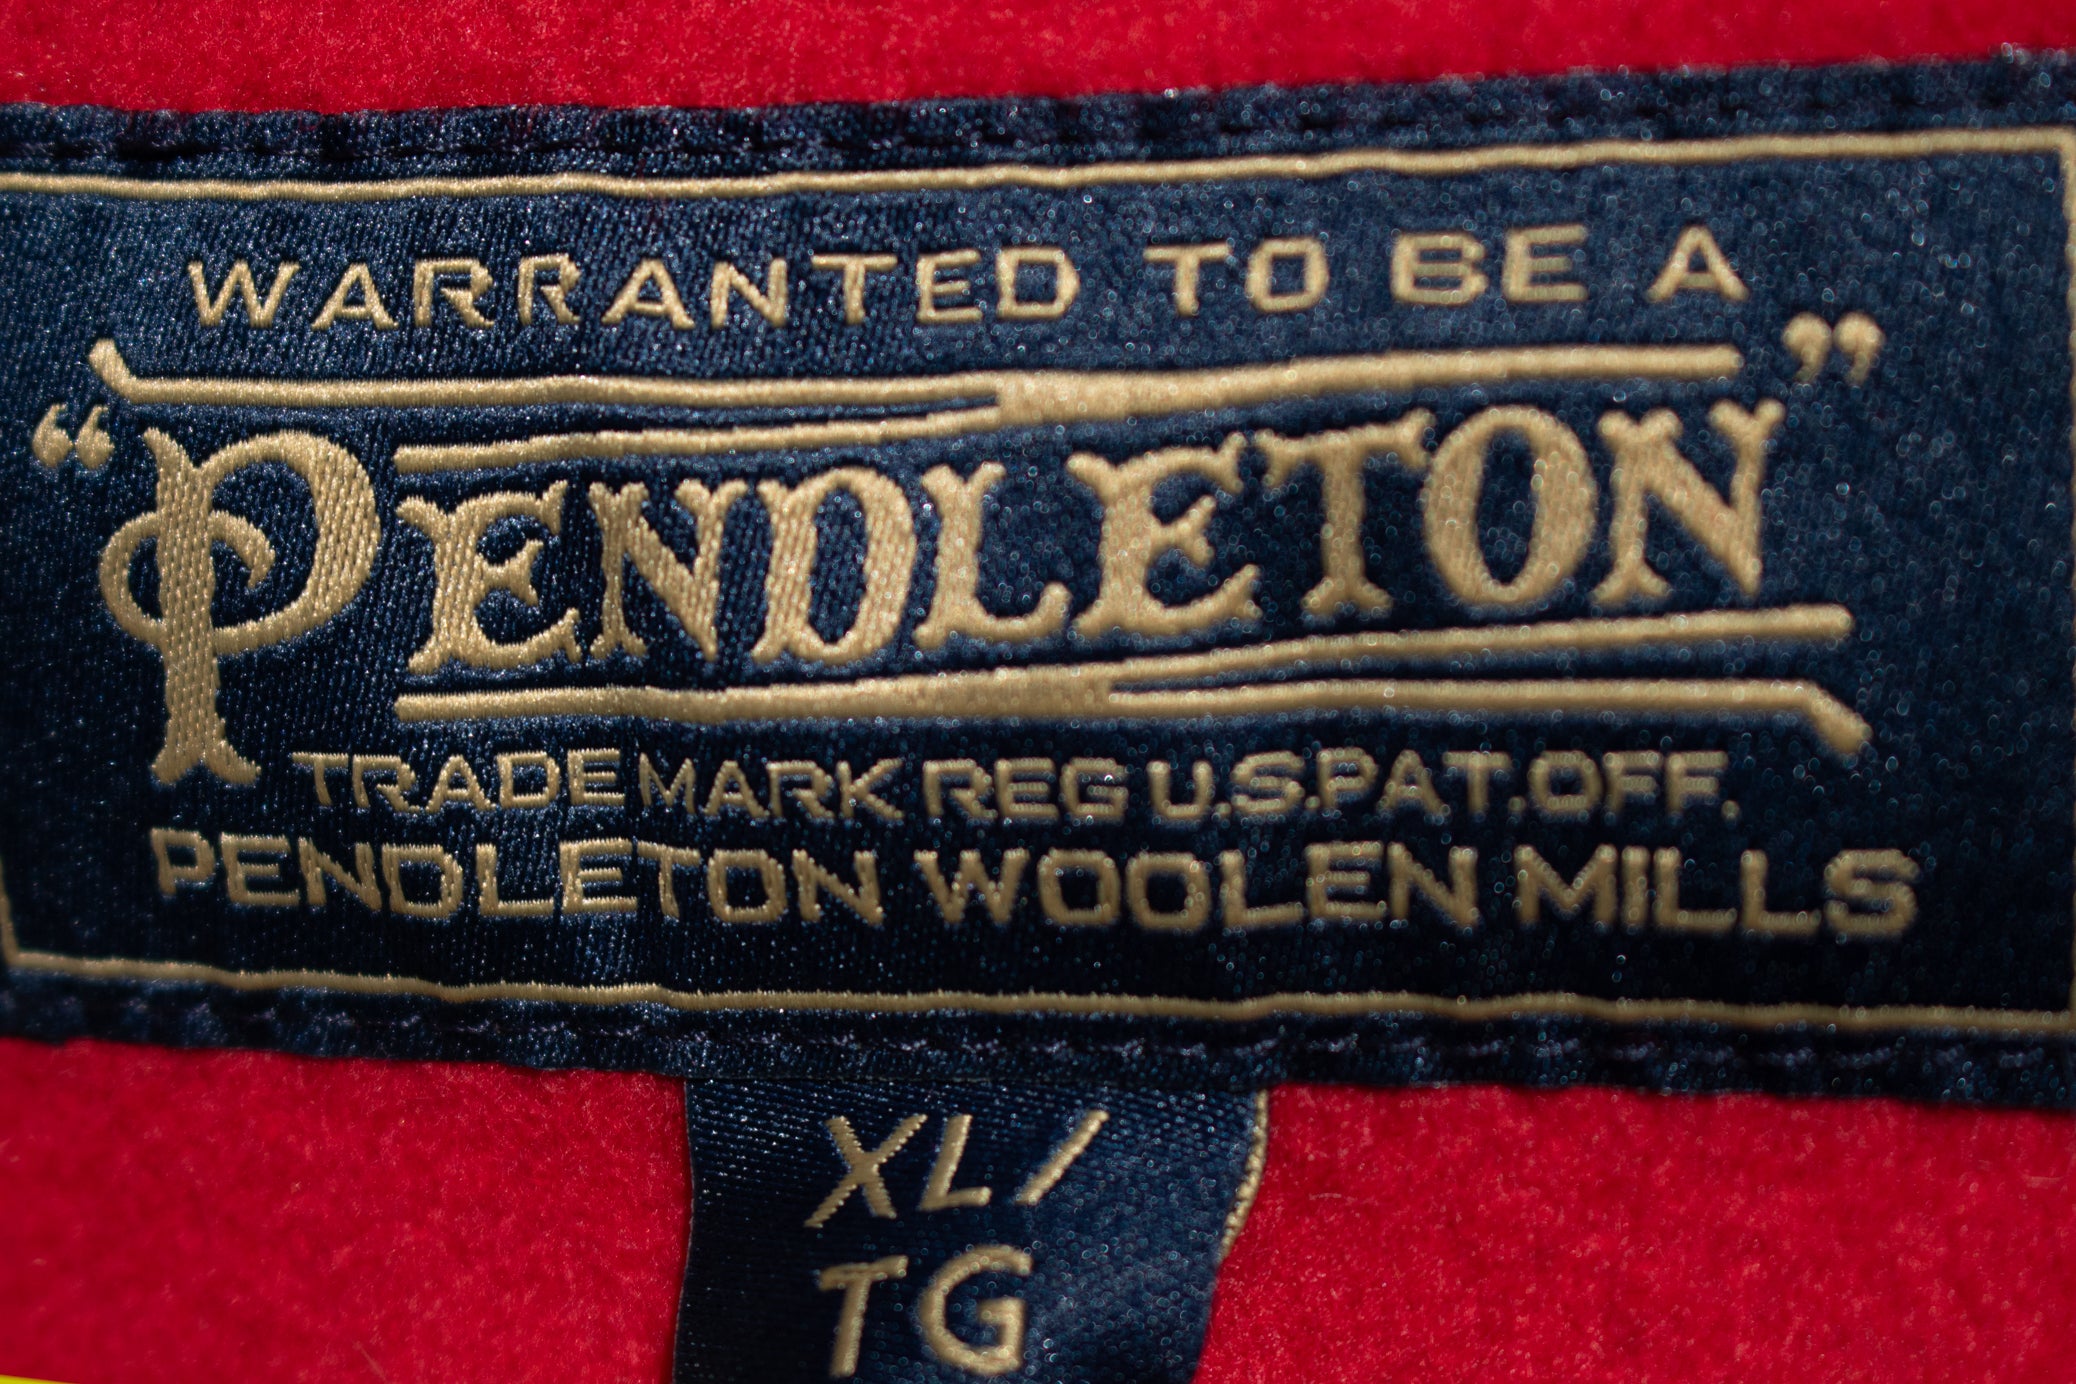 WARRANTED TO BE A
“PENDLETON”
TRADE MARK REG U.S.PAT.OFF.
PENDLETON WOOLEN MILLS
XL/
TG